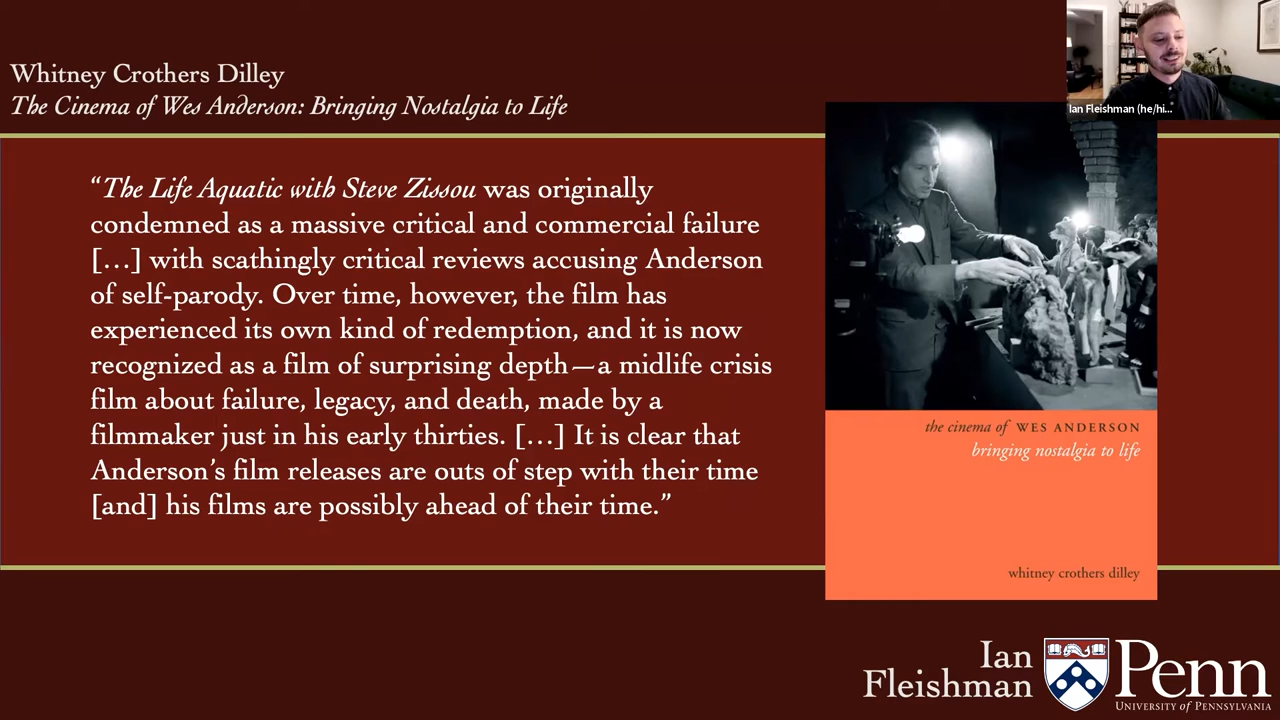 Whitney Crothers Dilley
The Cinema of Wes Anderson: Bringing Nostalgia to Life
Ian Fleishman (he/hi...
“The Life Aquatic with Steve Zissou was originally
condemned as a massive critical and commercial failure
[…] with scathingly critical reviews accusing Anderson
of self-parody. Over time, however, the film has
experienced its own kind of redemption, and it is now
recognized as a film of surprising depth—a midlife crisis
film about failure, legacy, and death, made by a
filmmaker just in his early thirties. […] It is clear that
Anderson’s film releases are outs of step with their time
[and] his films are possibly ahead of their time.”
the cinema of WES ANDERSON
bringing nostalgia to life
whitney crothers dilley
Ian
Fleishman
Penn
UNIVERSITY OF PENNSYLVANIA